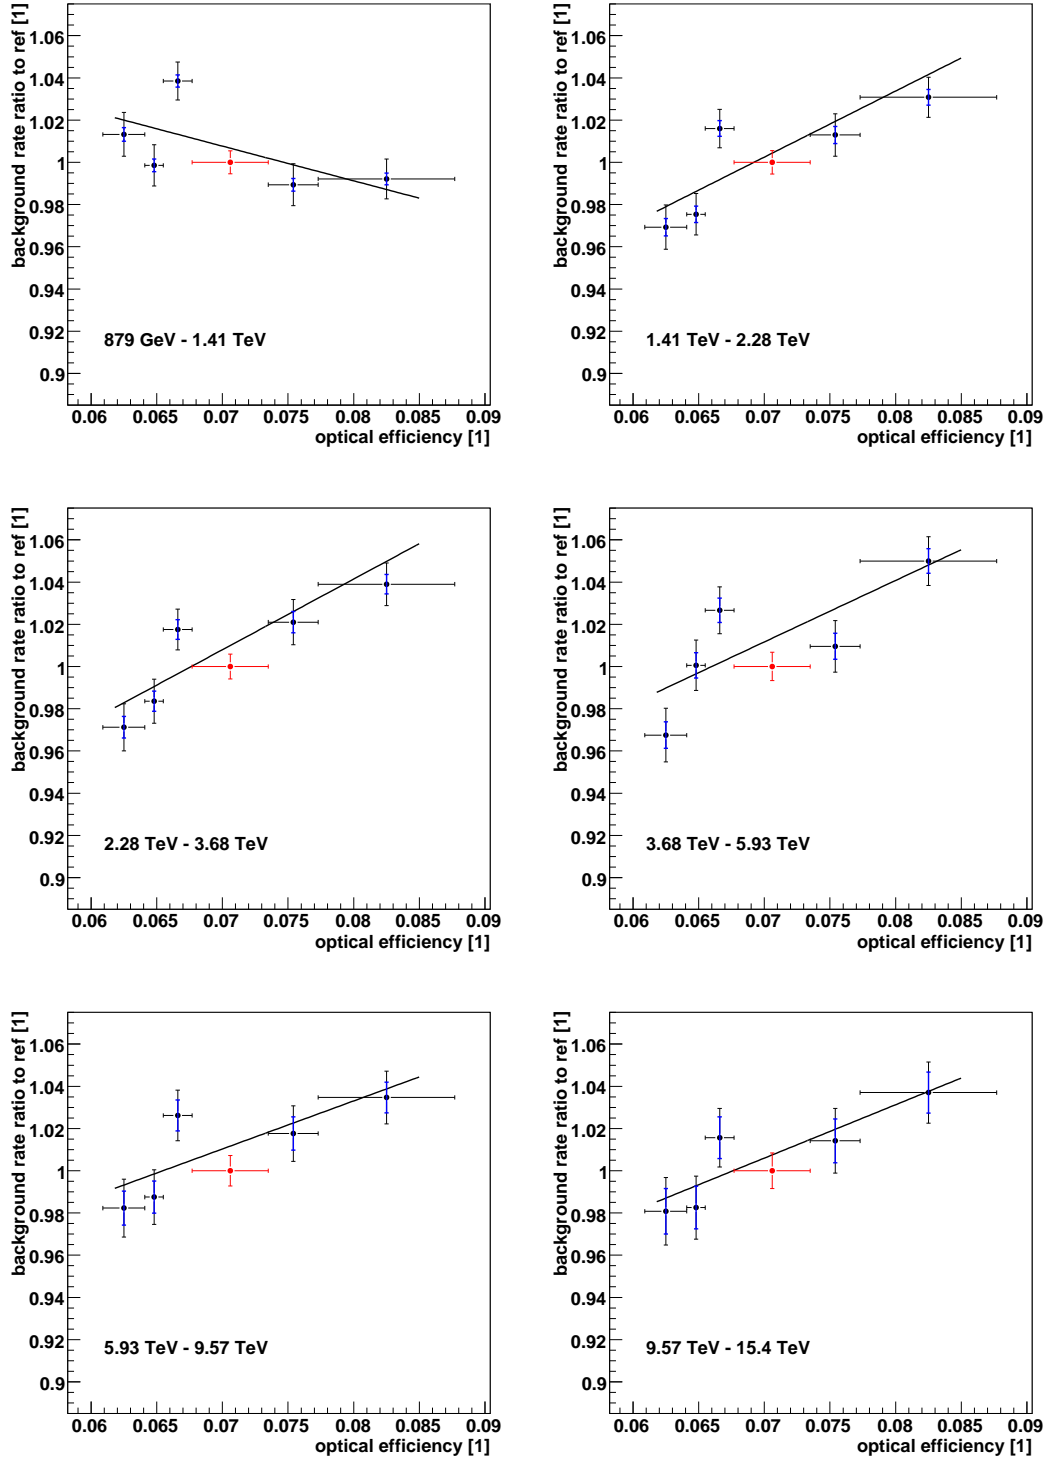 background rate ratio to ref [1]
1.06
1.04
1.02
1
0.98
0.96
0.94
0.92
0.9
879 GeV - 1.41 TeV
0.06 0.065 0.07 0.075 0.08 0.085 0.09
optical efficiency [1]
background rate ratio to ref [1]
1.06
1.04
1.02
1
0.98
0.96
0.94
0.92
0.9
1.41 TeV - 2.28 TeV
0.06 0.065 0.07 0.075 0.08 0.085 0.09
optical efficiency [1]
background rate ratio to ref [1]
1.06
1.04
1.02
1
0.98
0.96
0.94
0.92
0.9
2.28 TeV - 3.68 TeV
0.06 0.065 0.07 0.075 0.08 0.085 0.09
optical efficiency [1]
background rate ratio to ref [1]
1.06
1.04
1.02
1
0.98
0.96
0.94
0.92
0.9
3.68 TeV - 5.93 TeV
0.06 0.065 0.07 0.075 0.08 0.085 0.09
optical efficiency [1]
background rate ratio to ref [1]
1.06
1.04
1.02
1
0.98
0.96
0.94
0.92
0.9
5.93 TeV - 9.57 TeV
0.06 0.065 0.07 0.075 0.08 0.085 0.09
optical efficiency [1]
background rate ratio to ref [1]
1.06
1.04
1.02
1
0.98
0.96
0.94
0.92
0.9
9.57 TeV - 15.4 TeV
0.06 0.065 0.07 0.075 0.08 0.085 0.09
optical efficiency [1]